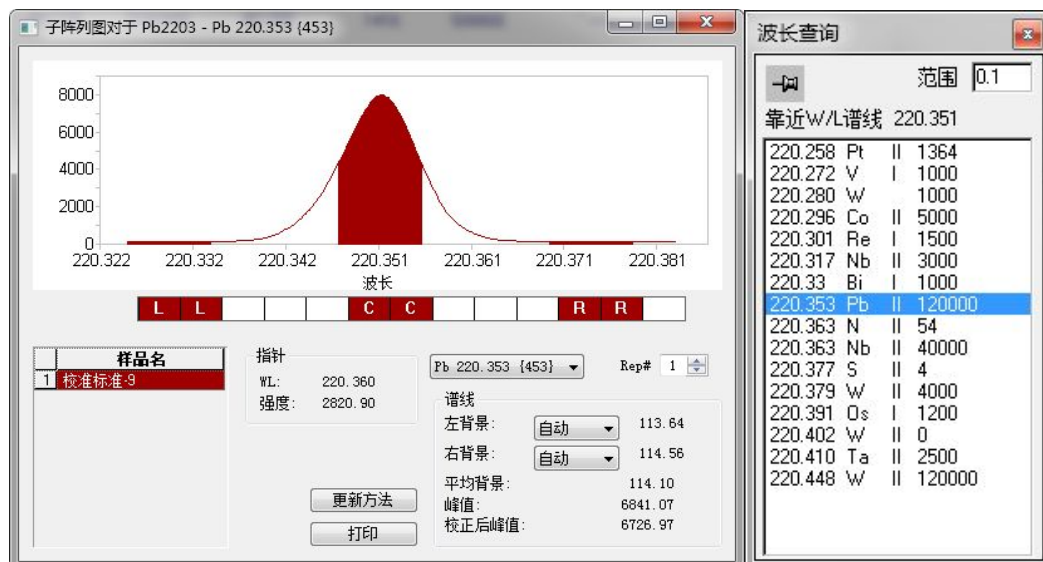 子阵列图对于 Pb2203 - Pb 220.353 {453}
8000
6000
4000
2000
0
220.322 220.332 220.342 220.351 220.361 220.371 220.381
波长
L L C C R R
样品名
1 校准标准-9
指针
WL: 220.360
强度: 2820.90
Pb 220.353 {453} Rep# 1
谱线
左背景: 自动 113.64
右背景: 自动 114.56
平均背景: 114.10
峰值: 6841.07
校正后峰值: 6726.97
更新方法
打印
波长查询
范围 0.1
靠近W/L谱线 220.351
220.258 Pt II 1364
220.272 V I 1000
220.280 W 1000
220.296 Co II 5000
220.301 Re I 1500
220.317 Nb II 3000
220.33 Bi I 1000
220.353 Pb II 120000
220.363 N II 54
220.363 Nb II 40000
220.377 S II 4
220.379 W II 4000
220.391 Os I 1200
220.402 W II 0
220.410 Ta II 2500
220.448 W II 120000